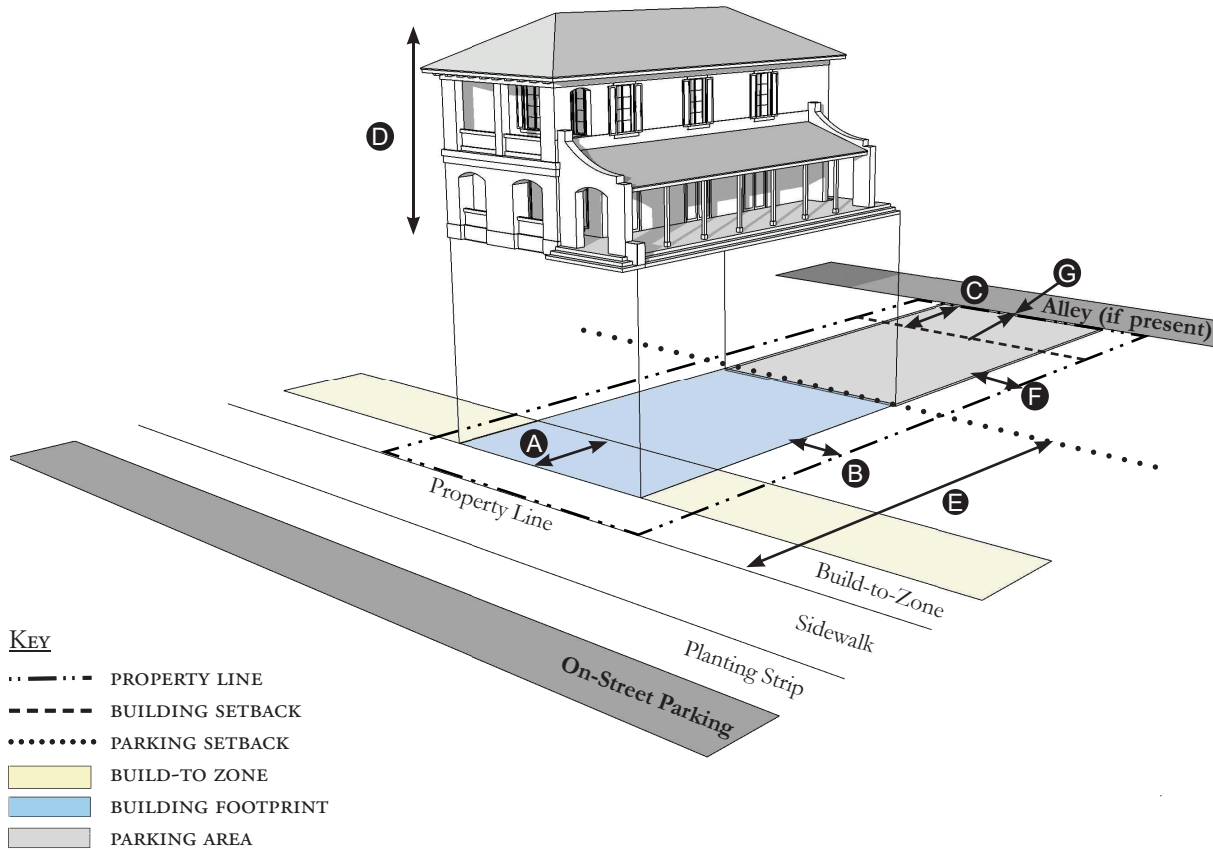 D
G
C
Alley (if present)
F
A
B
Property Line
E
Build-to-Zone
Sidewalk
Planting Strip
On-Street Parking
KEY
PROPERTY LINE
BUILDING SETBACK
PARKING SETBACK
BUILD-TO ZONE
BUILDING FOOTPRINT
PARKING AREA